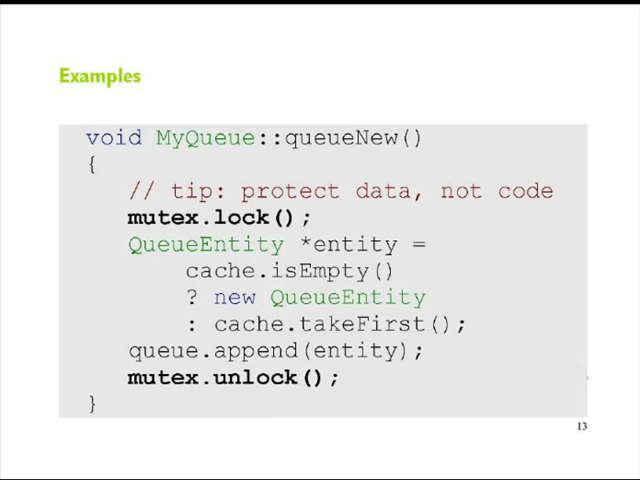 Examples
void MyQueue::queueNew()
{
// tip: protect data, not code
mutex.lock();
QueueEntity *entity =
cache.isEmpty()
? new QueueEntity
: cache.takeFirst();
queue.append(entity);
mutex.unlock();
}
13